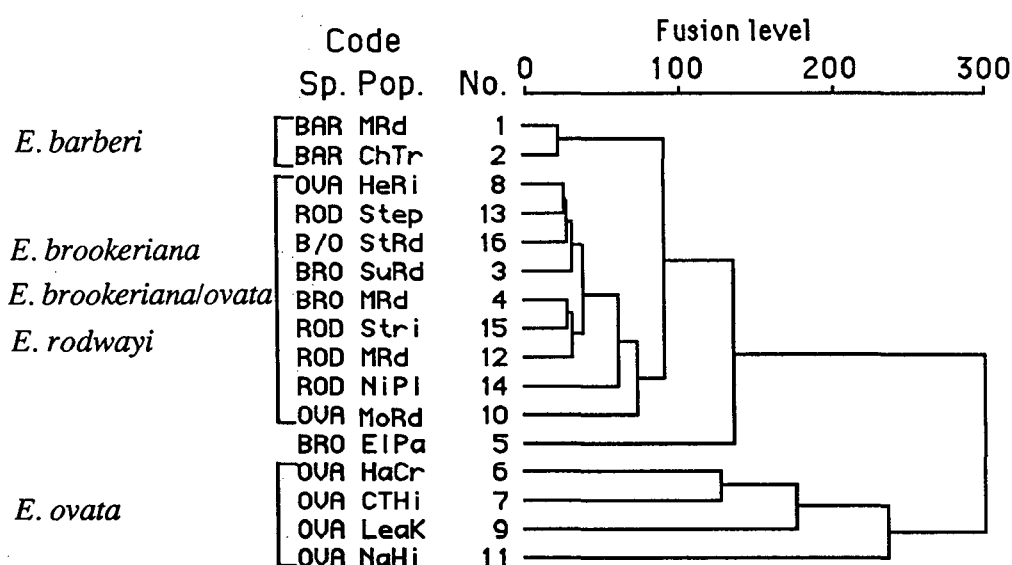 Code
Fusion level
Sp. Pop. No.
0 100 200 300
E. barberi
BAR MRd 1
BAR ChTr 2
OVA HeRi 8
ROD Step 13
B/O StRd 16
E. brookeriana
BRO SuRd 3
E. brookeriana/ovata
BRO MRd 4
ROD Stri 15
E. rodwayi
ROD MRd 12
ROD NiPl 14
OVA MoRd 10
BRO ElPa 5
OVA HaCr 6
OVA CTHi 7
E. ovata
OVA LeaK 9
OVA NaHi 11